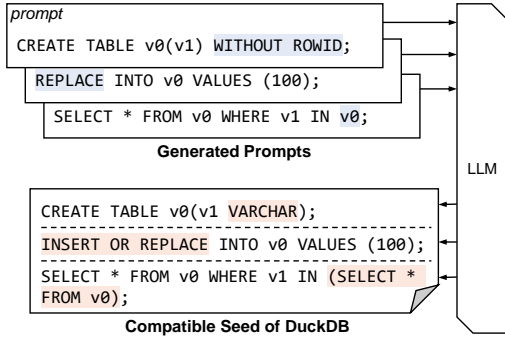 prompt
CREATE TABLE v0(v1) WITHOUT ROWID;
REPLACE INTO v0 VALUES (100);
SELECT * FROM v0 WHERE v1 IN v0;
Generated Prompts
LLM
CREATE TABLE v0(v1 VARCHAR);
INSERT OR REPLACE INTO v0 VALUES (100);
SELECT * FROM v0 WHERE v1 IN (SELECT *
FROM v0);
Compatible Seed of DuckDB